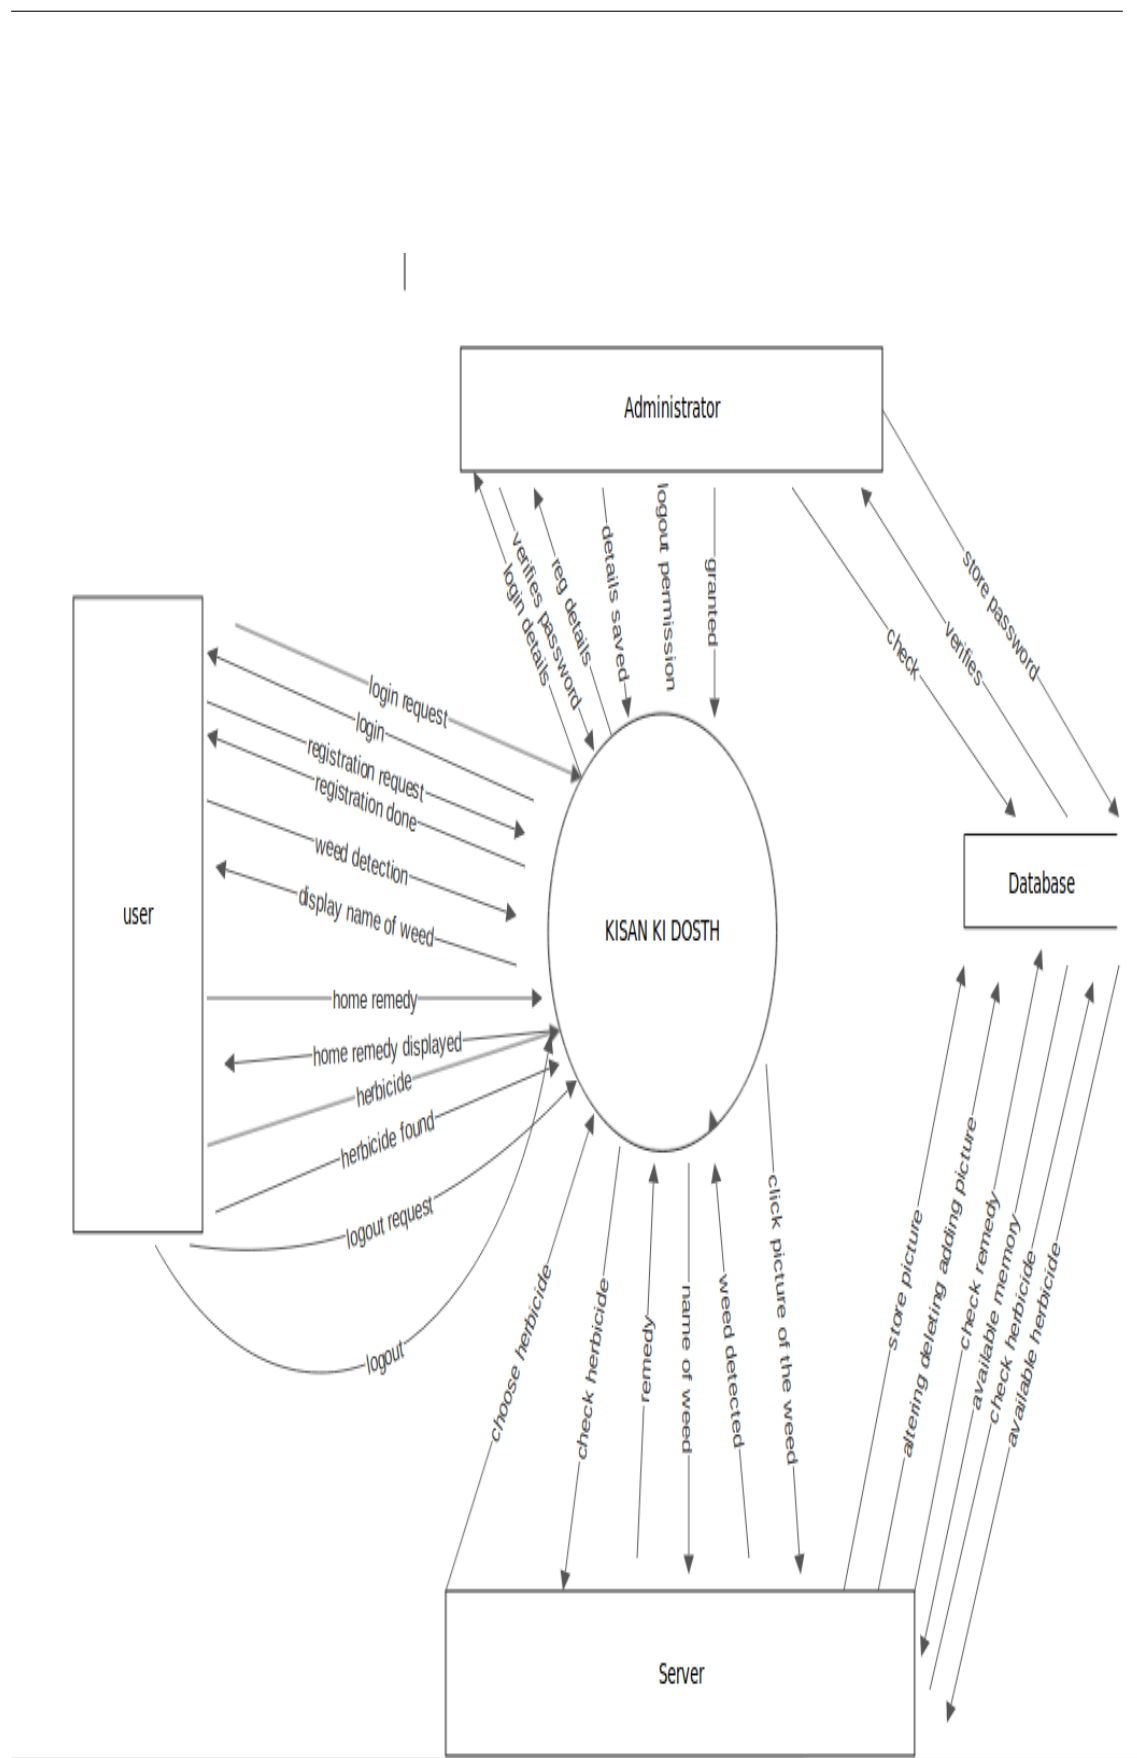 Administrator
login details
verifies password
reg details
details saved
logout permission
granted
check
verifies
store password
login request
login
registration request
registration done
weed detection
display name of weed
home remedy
home remedy displayed
herbicide
herbicide found
logout request
logout
user
KISAN KI DOSTH
Database
choose herbicide
check herbicide
remedy
name of weed
weed detected
click picture of the weed
store picture
altering deleting adding picture
check remedy
available memory
check herbicide
available herbicide
Server